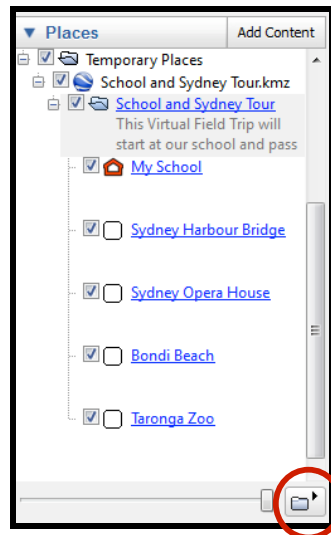 Places
Add Content
Temporary Places
School and Sydney Tour.kmz
School and Sydney Tour
This Virtual Field Trip will
start at our school and pass
My School
Sydney Harbour Bridge
Sydney Opera House
Bondi Beach
Taronga Zoo